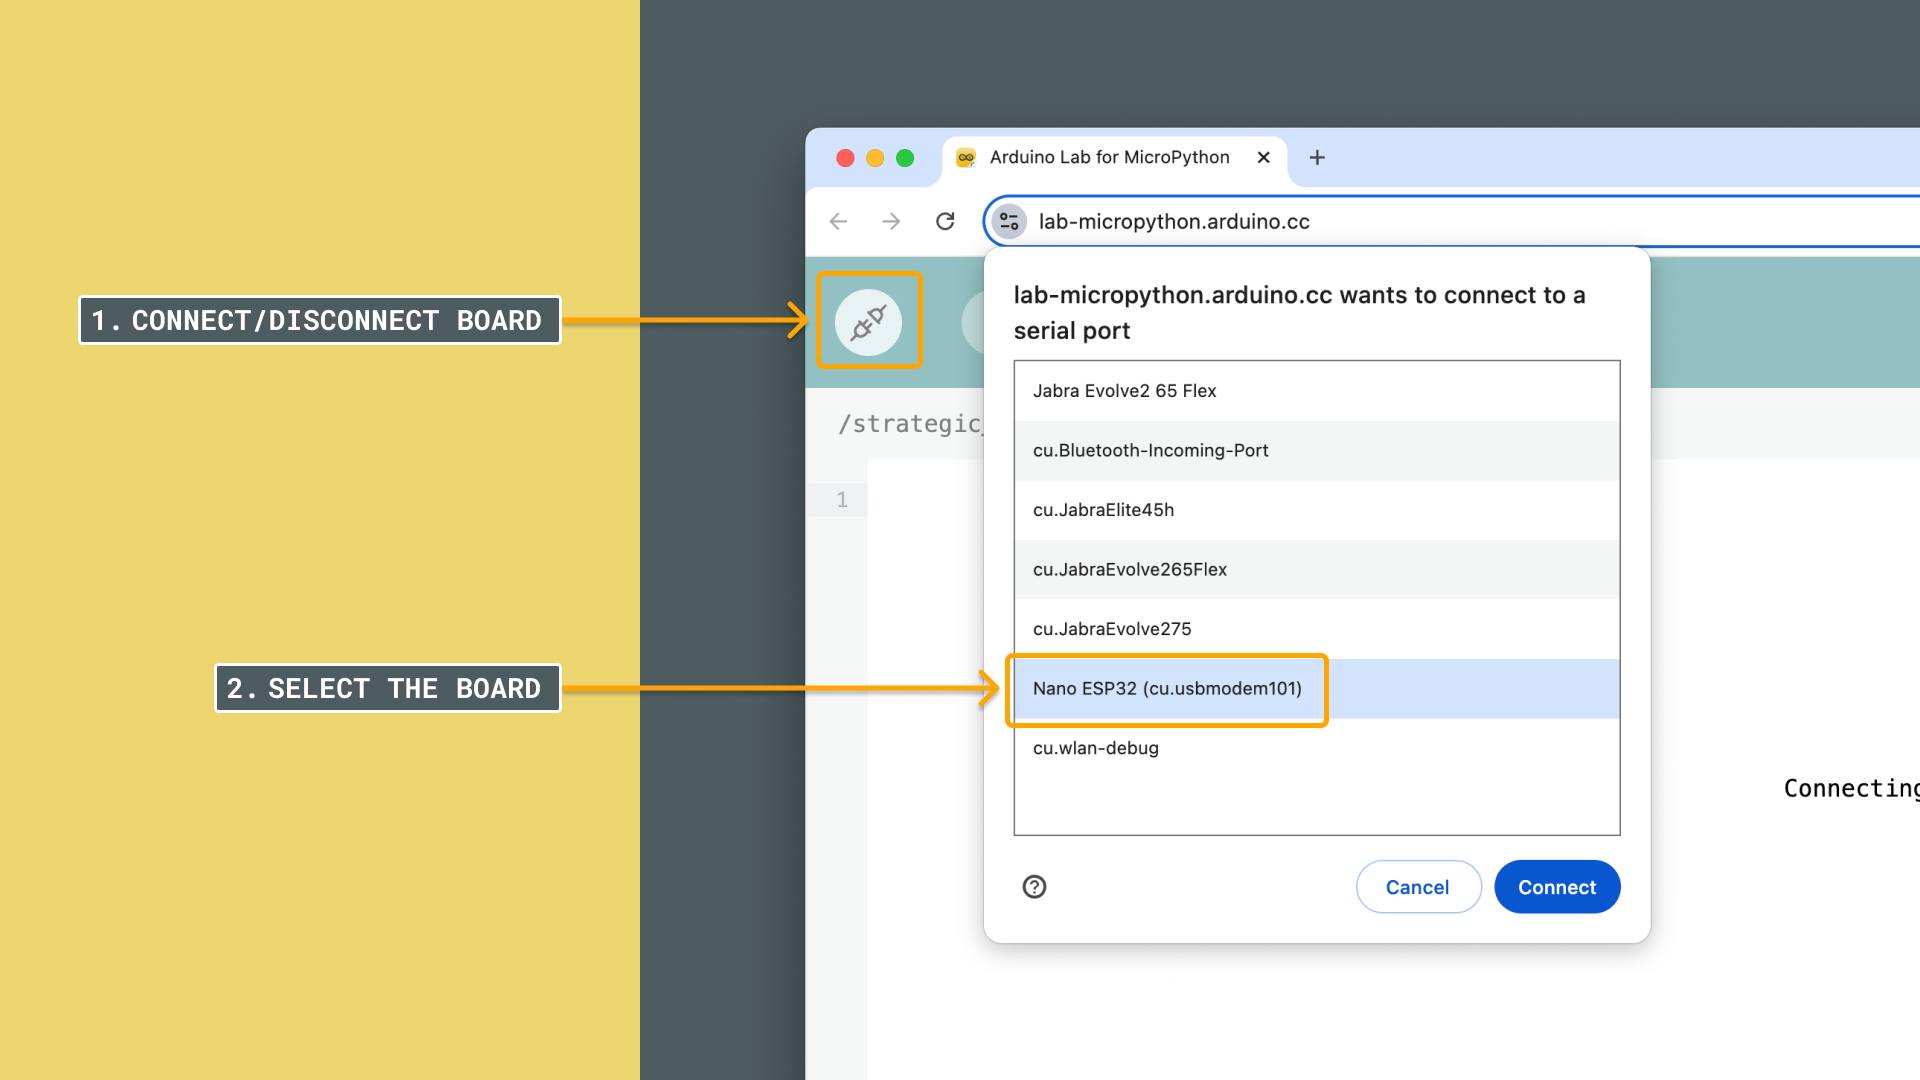 Arduino Lab for MicroPython
lab-micropython.arduino.cc
1. CONNECT/DISCONNECT BOARD
lab-micropython.arduino.cc wants to connect to a
serial port
Jabra Evolve2 65 Flex
/strategic_
cu.Bluetooth-Incoming-Port
1
cu.JabraElite45h
cu.JabraEvolve265Flex
cu.JabraEvolve275
2. SELECT THE BOARD
Nano ESP32 (cu.usbmodem101)
cu.wlan-debug
Connecting
Cancel
Connect